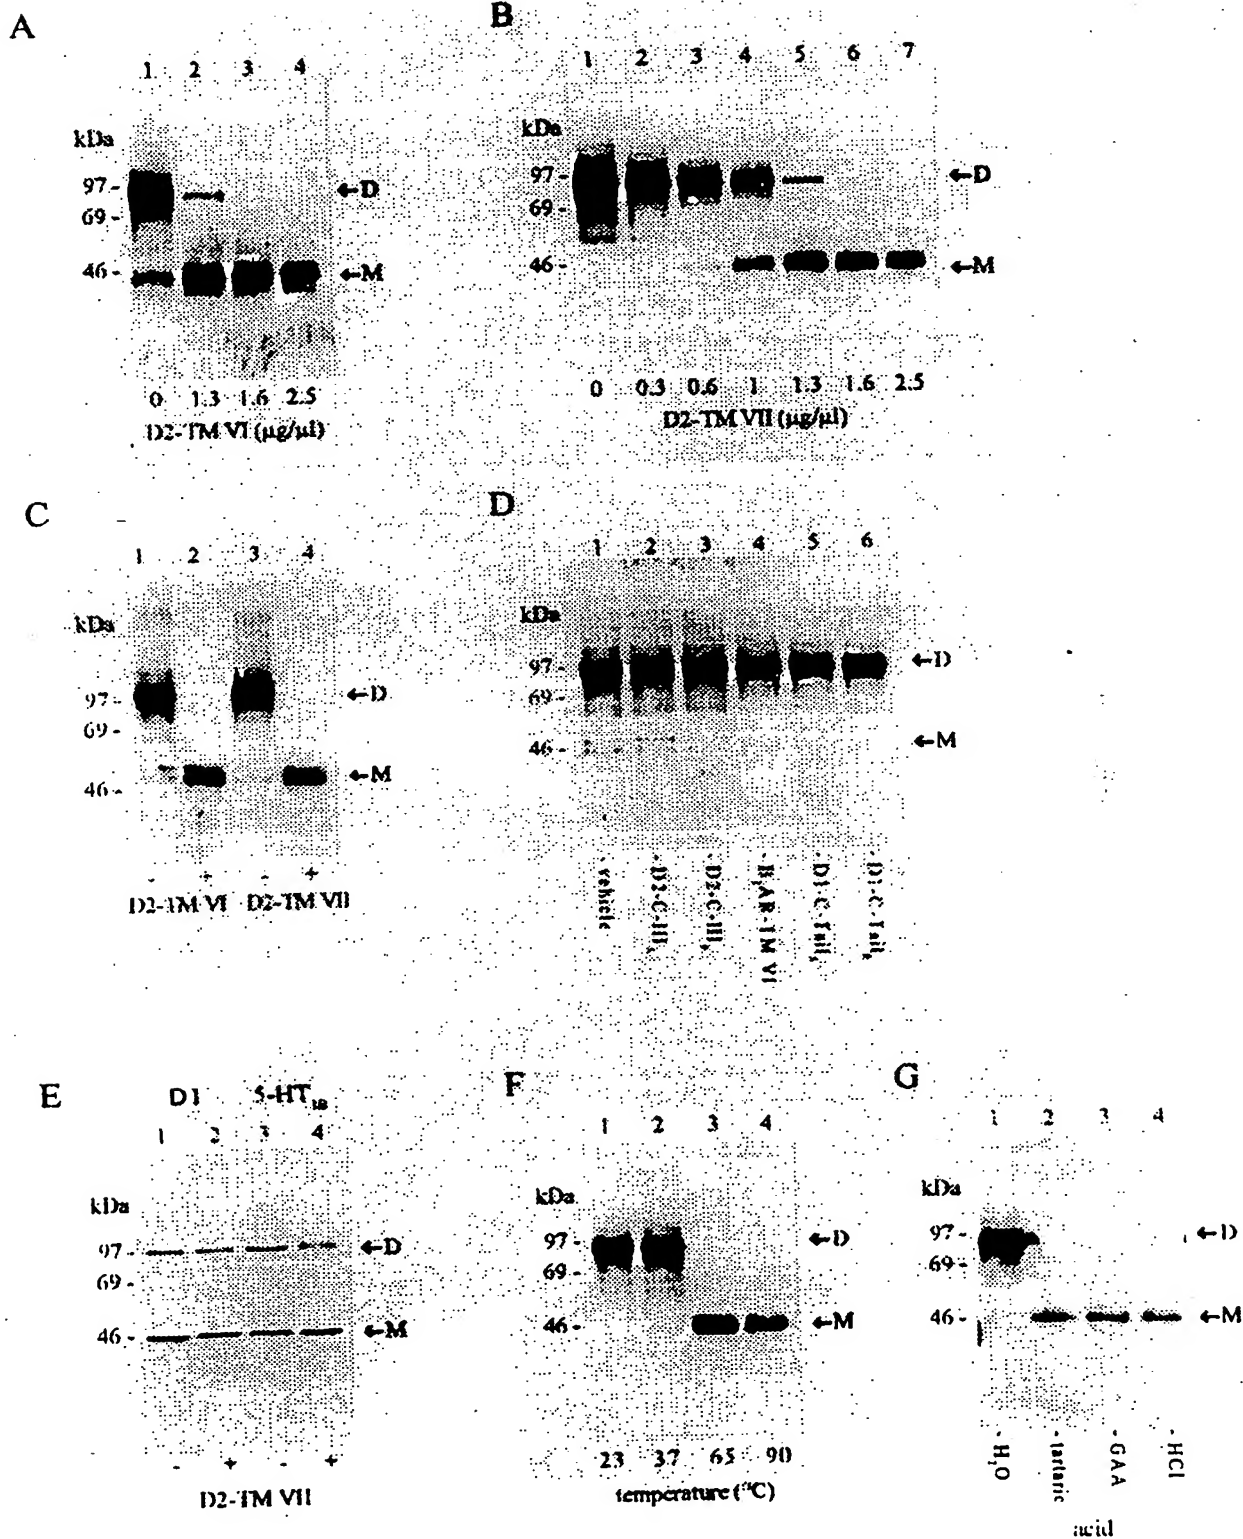 A
1 2 3 4
kDa
97 -
←D
69 -
46 -
←M
0 1.3 1.6 2.5
D2-TM VI (µg/µl)
B
1 2 3 4 5 6 7
kDa
97 -
←D
69 -
46 -
←M
0 0.3 0.6 1 1.3 1.6 2.5
D2-TM VII (µg/µl)
C
1 2 3 4
kDa
←D
97 -
69 -
←M
46 -
- + - +
D2-TM VI D2-TM VII
D
1 2 3 4 5 6
kDa
97 -
←D
69 -
46 -
←M
- vehicle
- D2-C-III
- D2-C-III
- B₁AR-TM VI
- D1-C-Tail
- D1-C-Tail
E
D1 5-HT₁B
1 2 3 4
kDa
97 -
←D
69 -
46 -
←M
- + - +
D2-TM VII
F
1 2 3 4
kDa
97 -
←D
69 -
46 -
←M
23 37 65 90
temperature (°C)
G
1 2 3 4
kDa
97 -
←D
69 -
46 -
←M
- H₂O
- tartaric
- GAA
- HCl
acid